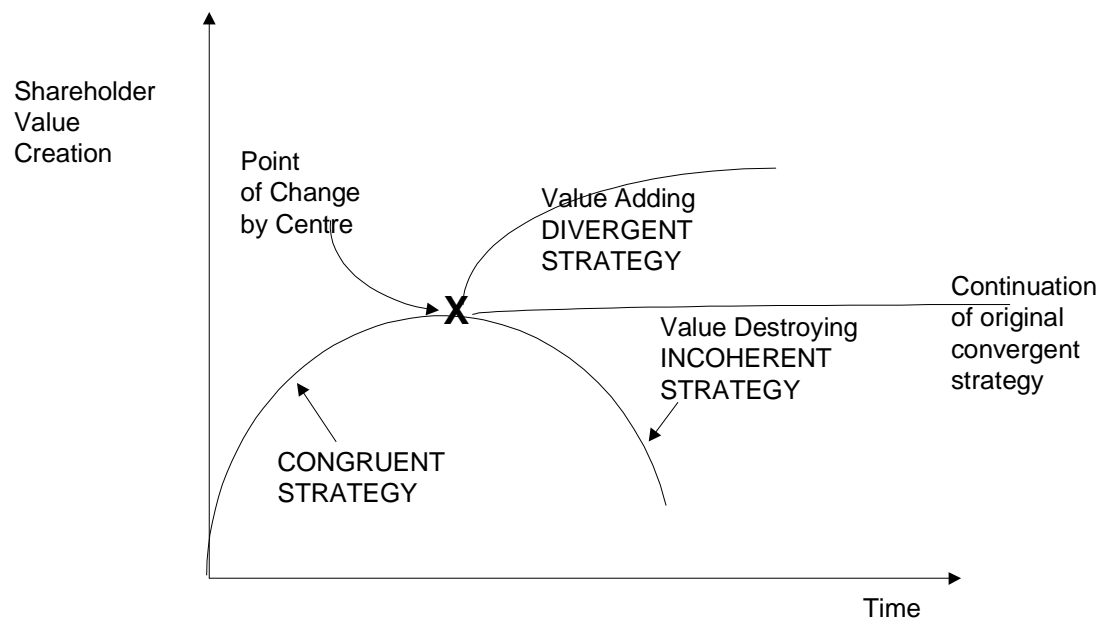 Shareholder
Value
Creation
Point
of Change
by Centre
Value Adding
DIVERGENT
STRATEGY
X
Continuation
of original
convergent
strategy
Value Destroying
INCOHERENT
STRATEGY
CONGRUENT
STRATEGY
Time